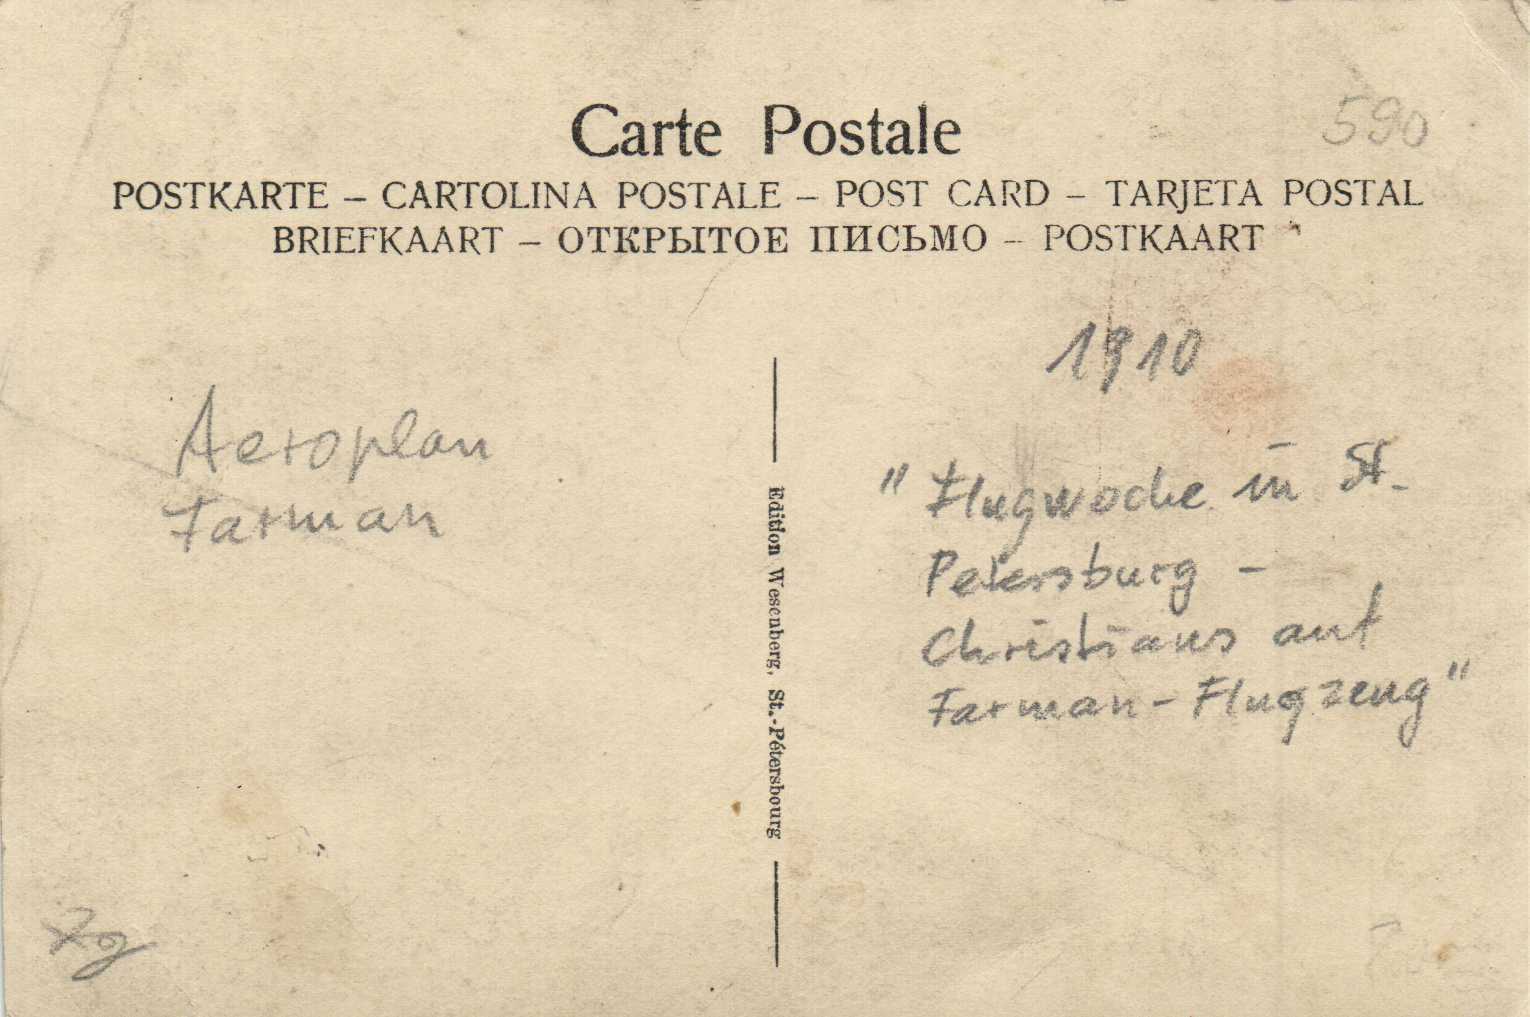 Carte Postale
590
POSTKARTE – CARTOLINA POSTALE – POST CARD – TARJETA POSTAL
BRIEFKAART – ОТКРЫТОЕ ПИСЬМО – POSTKAART
1910
Aeroplan
Farman
"Flugwoche in St.
Petersburg -
Christians auf
Farman-Flugzeug"
Edition Wesenberg, St.-Pétersbourg